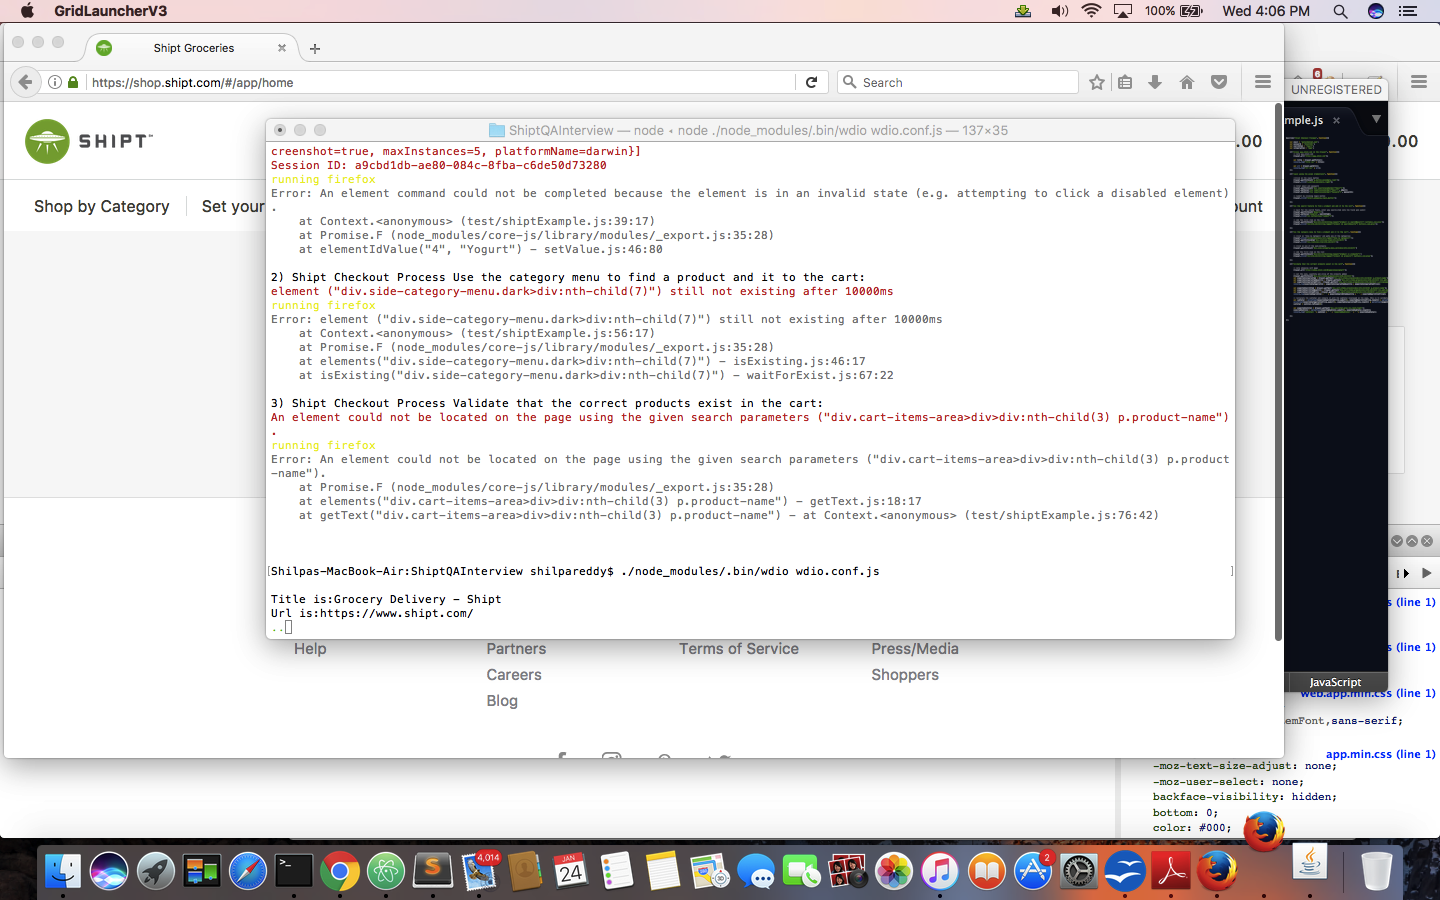 GridLauncherV3
100%
Wed 4:06 PM
Shipt Groceries
https://shop.shipt.com/#/app/home
Search
6
UNREGISTERED
SHIPT
mple.js
.00
0.00
ShiptQAInterview — node • node ./node_modules/.bin/wdio wdio.conf.js — 137×35
Shop by Category
Set your
ount
creenshot=true, maxInstances=5, platformName=darwin}]
Session ID: a9cbd1db-ae80-084c-8fba-c6de50d73280
running firefox
Error: An element command could not be completed because the element is in an invalid state (e.g. attempting to click a disabled element)
.
at Context.<anonymous> (test/shiptExample.js:39:17)
at Promise.F (node_modules/core-js/library/modules/_export.js:35:28)
at elementIdValue("4", "Yogurt") - setValue.js:46:80
2) Shipt Checkout Process Use the category menu to find a product and it to the cart:
element ("div.side-category-menu.dark>div:nth-child(7)") still not existing after 10000ms
running firefox
Error: element ("div.side-category-menu.dark>div:nth-child(7)") still not existing after 10000ms
at Context.<anonymous> (test/shiptExample.js:56:17)
at Promise.F (node_modules/core-js/library/modules/_export.js:35:28)
at elements("div.side-category-menu.dark>div:nth-child(7)") - isExisting.js:46:17
at isExisting("div.side-category-menu.dark>div:nth-child(7)") - waitForExist.js:67:22
3) Shipt Checkout Process Validate that the correct products exist in the cart:
An element could not be located on the page using the given search parameters ("div.cart-items-area>div>div:nth-child(3) p.product-name")
.
running firefox
Error: An element could not be located on the page using the given search parameters ("div.cart-items-area>div>div:nth-child(3) p.product
-name").
at Promise.F (node_modules/core-js/library/modules/_export.js:35:28)
at elements("div.cart-items-area>div>div:nth-child(3) p.product-name") - getText.js:18:17
at getText("div.cart-items-area>div>div:nth-child(3) p.product-name") - at Context.<anonymous> (test/shiptExample.js:76:42)
[Shilpas-MacBook-Air:ShiptQAInterview shilpareddy$ ./node_modules/.bin/wdio wdio.conf.js ]
Title is:Grocery Delivery - Shipt
Url is:https://www.shipt.com/
..
Help
Partners
Terms of Service
Press/Media
Careers
Shoppers
Blog
s (line 1)
s (line 1)
JavaScript
web.app.min.css (line 1)
emFont,sans-serif;
app.min.css (line 1)
-moz-text-size-adjust: none;
-moz-user-select: none;
backface-visibility: hidden;
bottom: 0;
color: #000;
4,014
JAN
24
2